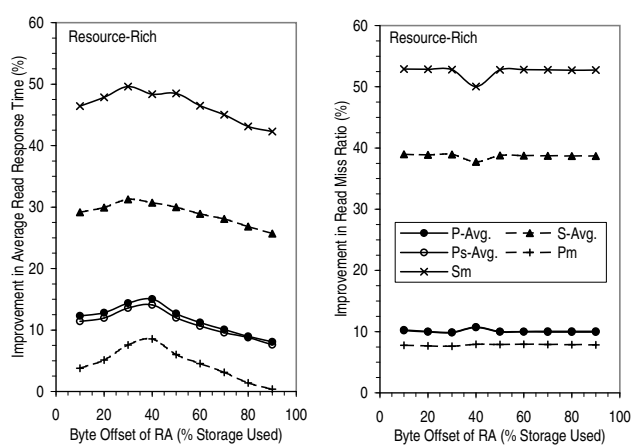 Resource-Rich
Improvement in Average Read Response Time (%)
60
50
40
30
20
10
0
0 20 40 60 80 100
Byte Offset of RA (% Storage Used)
Resource-Rich
Improvement in Read Miss Ratio (%)
60
50
40
30
20
10
0
P-Avg. S-Avg.
Ps-Avg. Pm
Sm
0 20 40 60 80 100
Byte Offset of RA (% Storage Used)